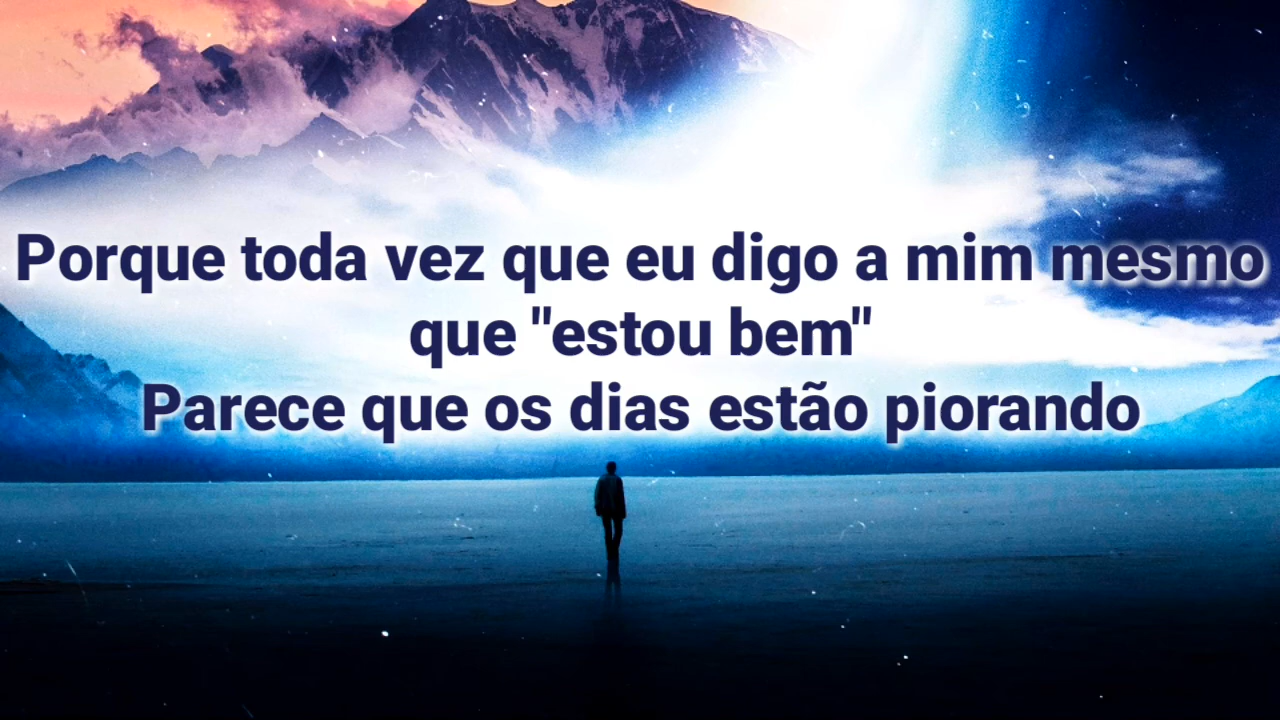 Porque toda vez que eu digo a mim mesmo
que "estou bem"
Parece que os dias estão piorando